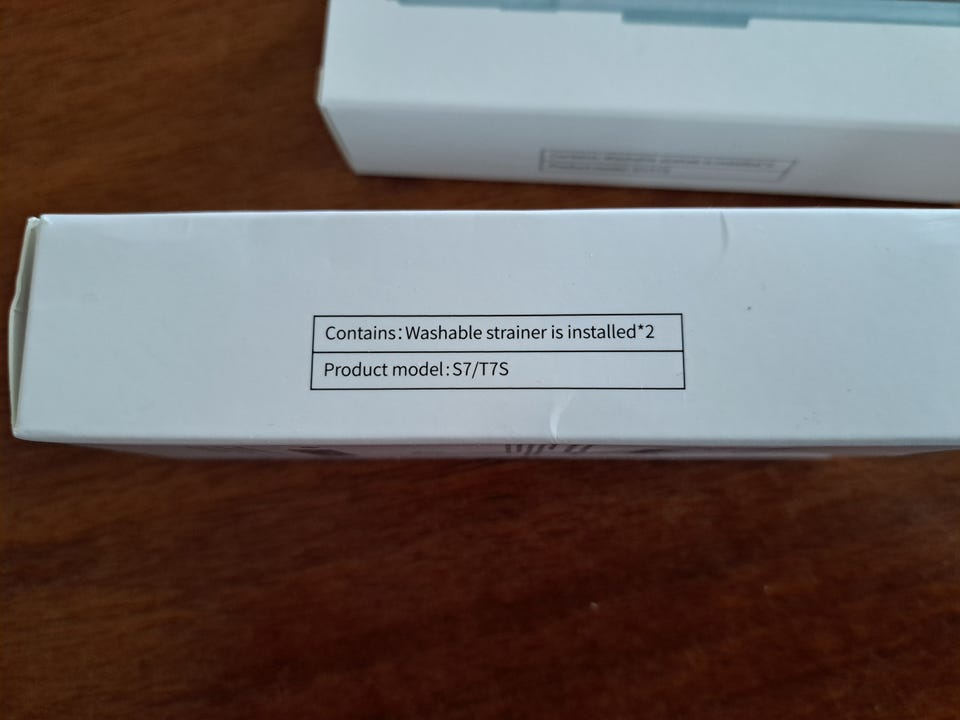 Contains:Washable strainer is installed*2
Product model:S7/T7S